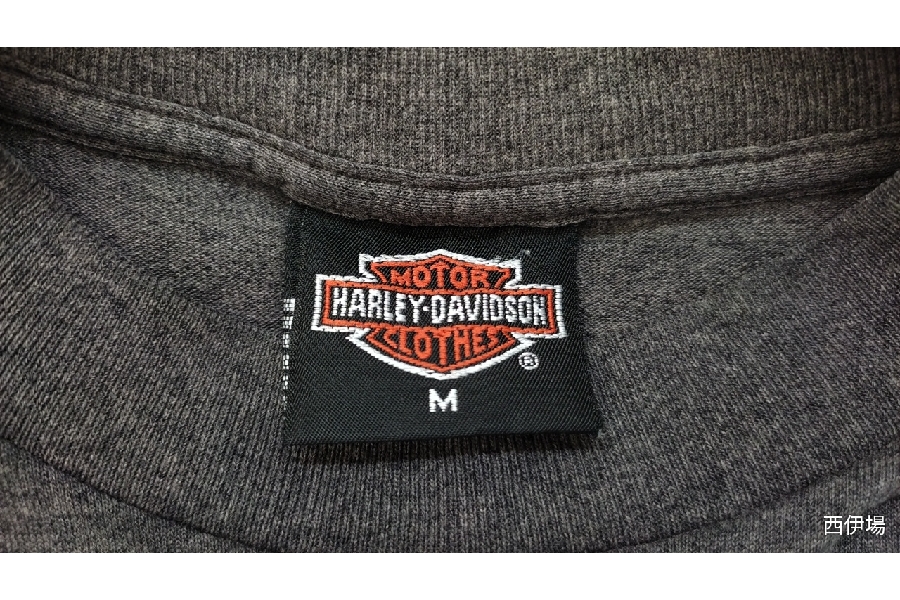 MOTOR
HARLEY-DAVIDSON
CLOTHES
®
M
西伊場